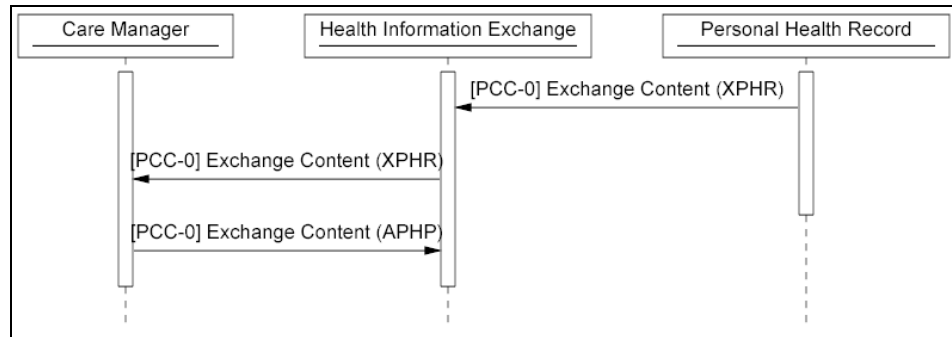 Care Manager
Health Information Exchange
Personal Health Record
[PCC-0] Exchange Content (XPHR)
[PCC-0] Exchange Content (XPHR)
[PCC-0] Exchange Content (APHP)